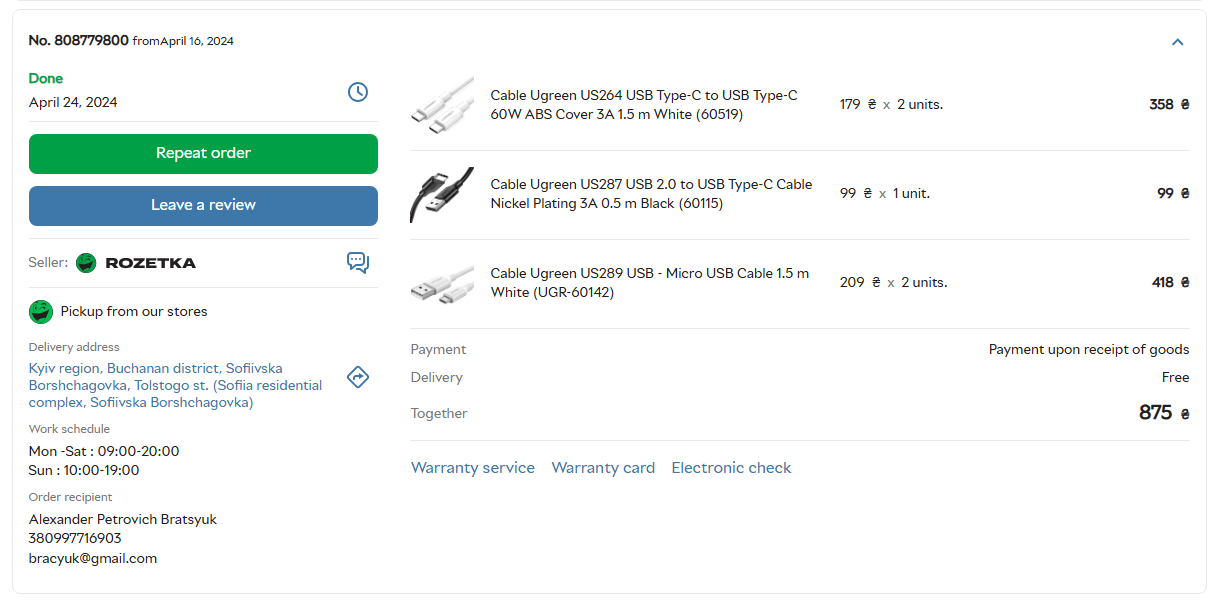 No. 808779800 fromApril 16, 2024
Done
April 24, 2024
Repeat order
Leave a review
Seller: ROZETKA
Pickup from our stores
Delivery address
Kyiv region, Buchanan district, Sofiivska
Borshchagovka, Tolstogo st. (Sofiia residential
complex, Sofiivska Borshchagovka)
Work schedule
Mon -Sat : 09:00-20:00
Sun : 10:00-19:00
Order recipient
Alexander Petrovich Bratsyuk
380997716903
bracyuk@gmail.com
Cable Ugreen US264 USB Type-C to USB Type-C
60W ABS Cover 3A 1.5 m White (60519)
179 ₴ x 2 units.
358 ₴
Cable Ugreen US287 USB 2.0 to USB Type-C Cable
Nickel Plating 3A 0.5 m Black (60115)
99 ₴ x 1 unit.
99 ₴
Cable Ugreen US289 USB - Micro USB Cable 1.5 m
White (UGR-60142)
209 ₴ x 2 units.
418 ₴
Payment Payment upon receipt of goods
Delivery Free
Together 875 ₴
Warranty service Warranty card Electronic check